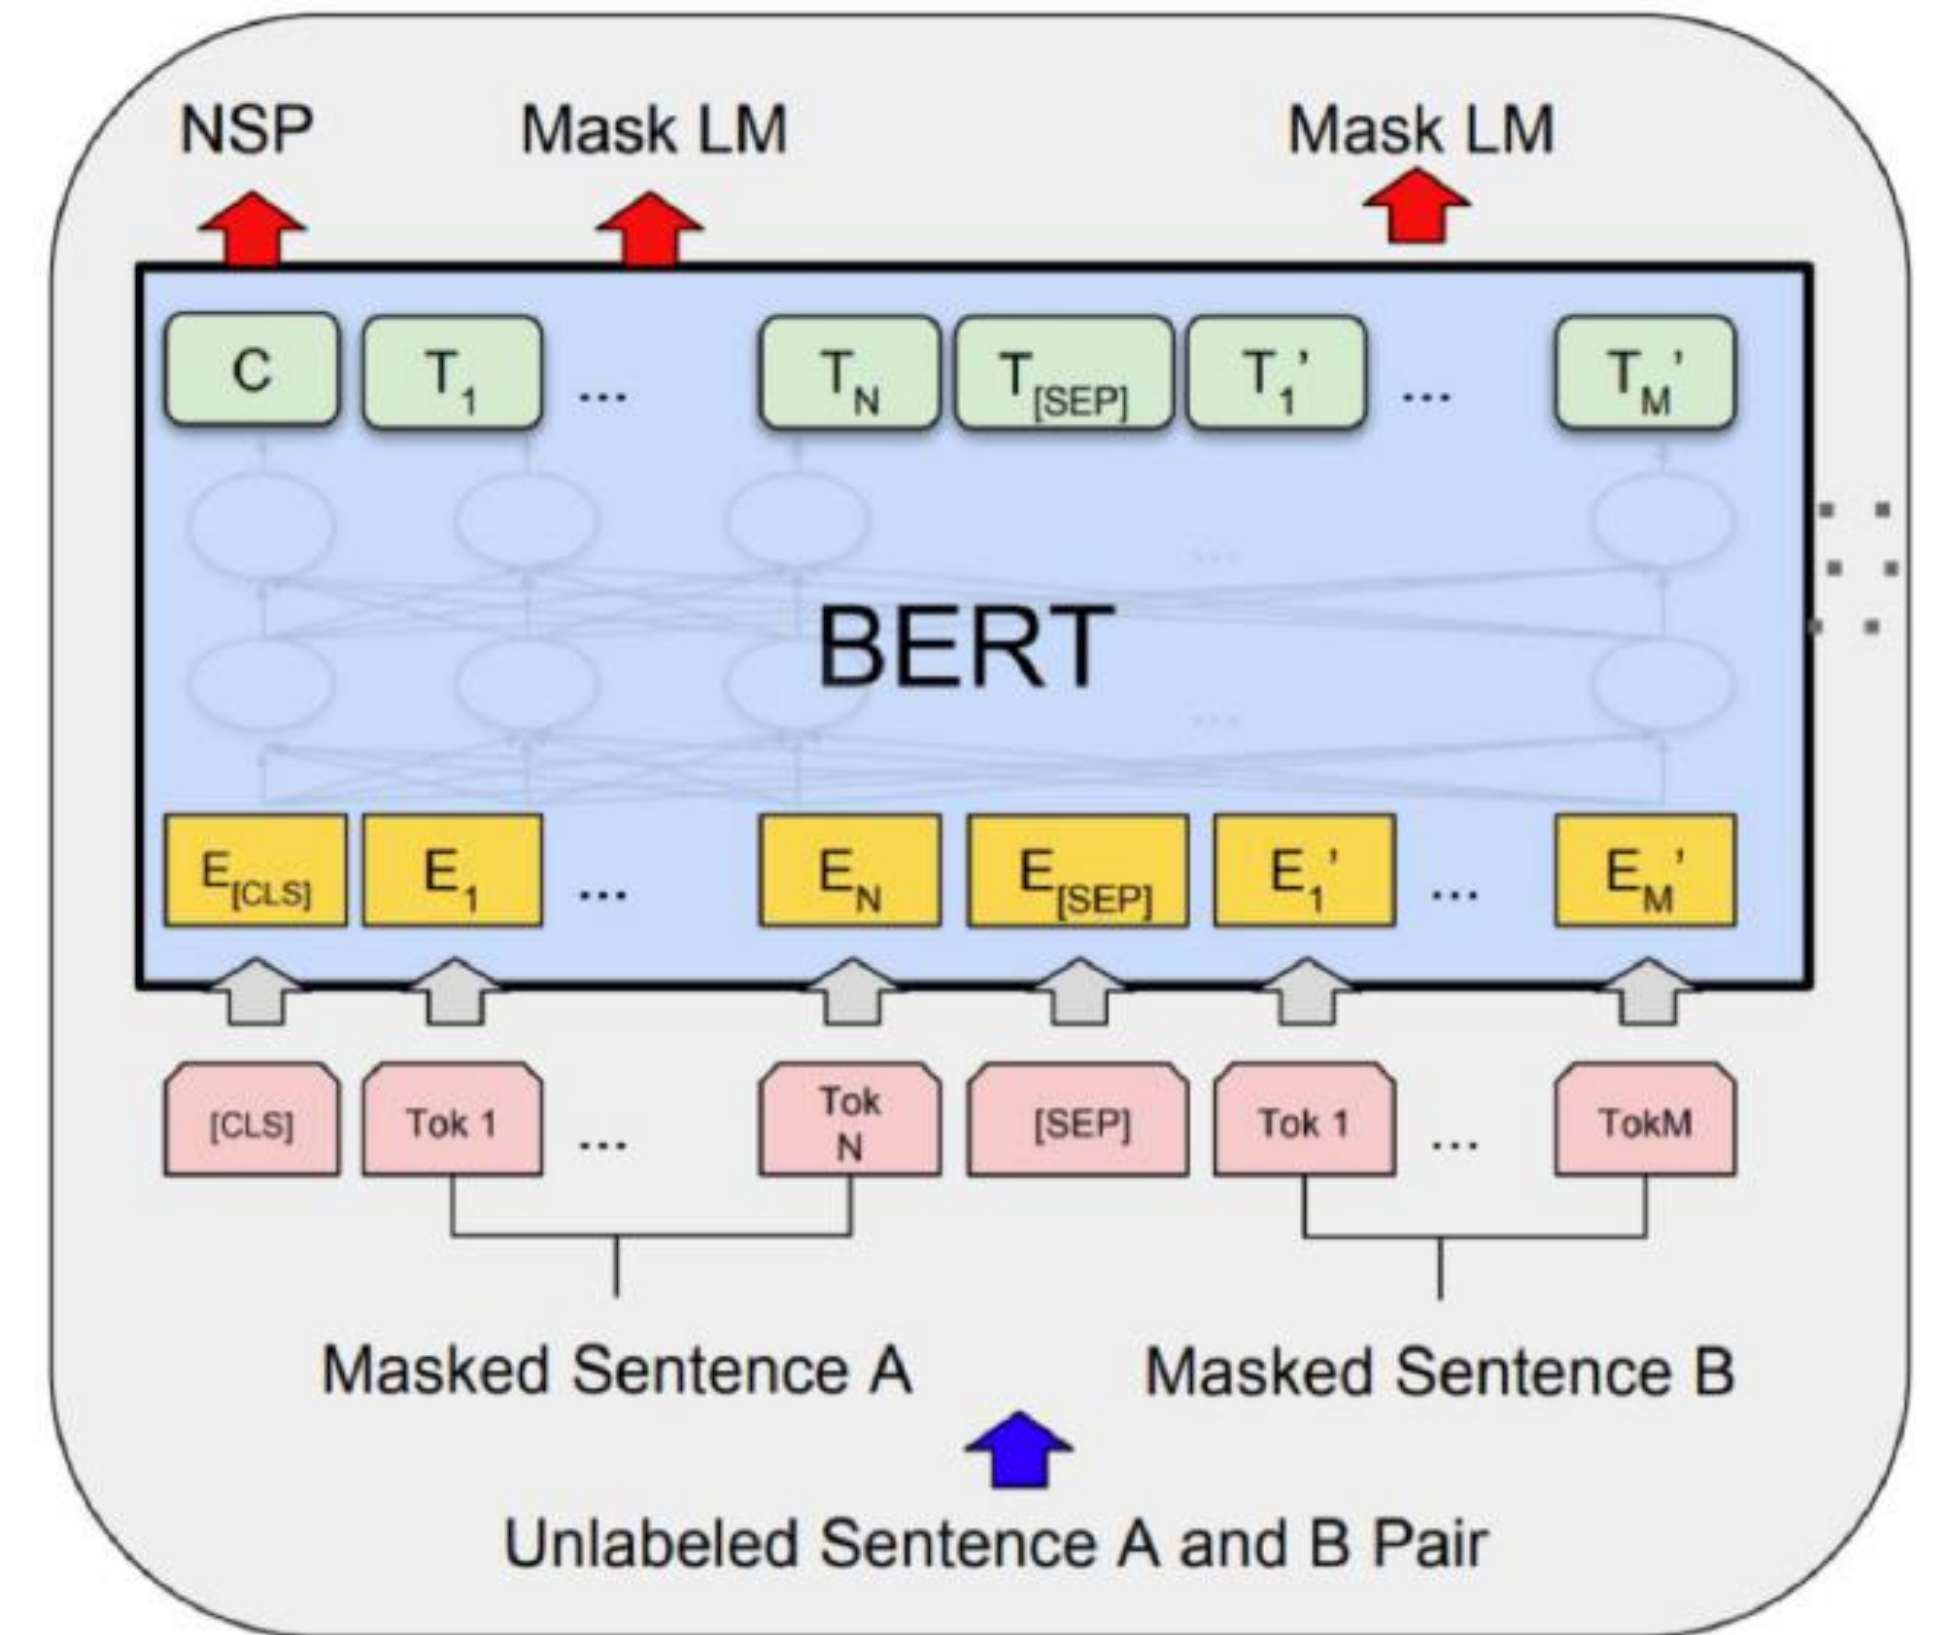 NSP Mask LM Mask LM
C T1 ... TN T[SEP] T1’ ... TM’
...
BERT
...
E[CLS] E1 ... EN E[SEP] E1’ ... EM’
[CLS] Tok 1 ... Tok N [SEP] Tok 1 ... TokM
Masked Sentence A Masked Sentence B
Unlabeled Sentence A and B Pair